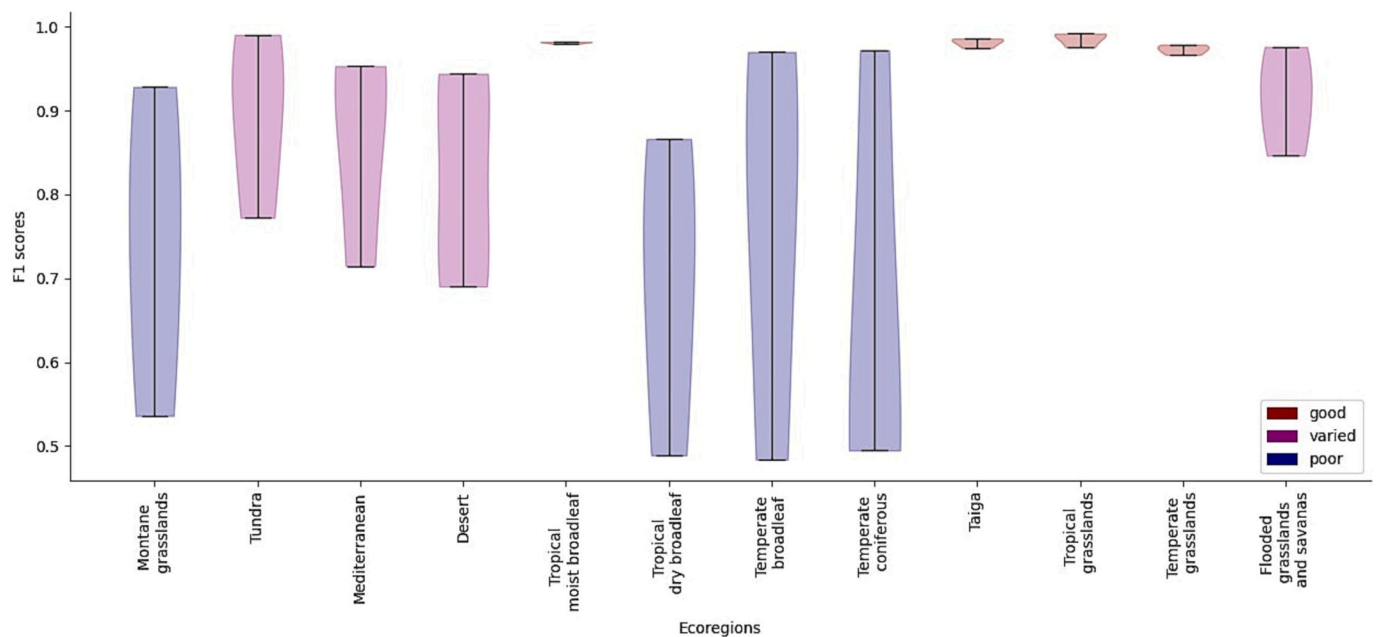 1.0
0.9
0.8
0.7
0.6
0.5
F1 scores
good
varied
poor
Montane
grasslands
Tundra
Mediterranean
Desert
Tropical
moist broadleaf
Tropical
dry broadleaf
Temperate
broadleaf
Temperate
coniferous
Taiga
Tropical
grasslands
Temperate
grasslands
Flooded
grasslands
and savanas
Ecoregions